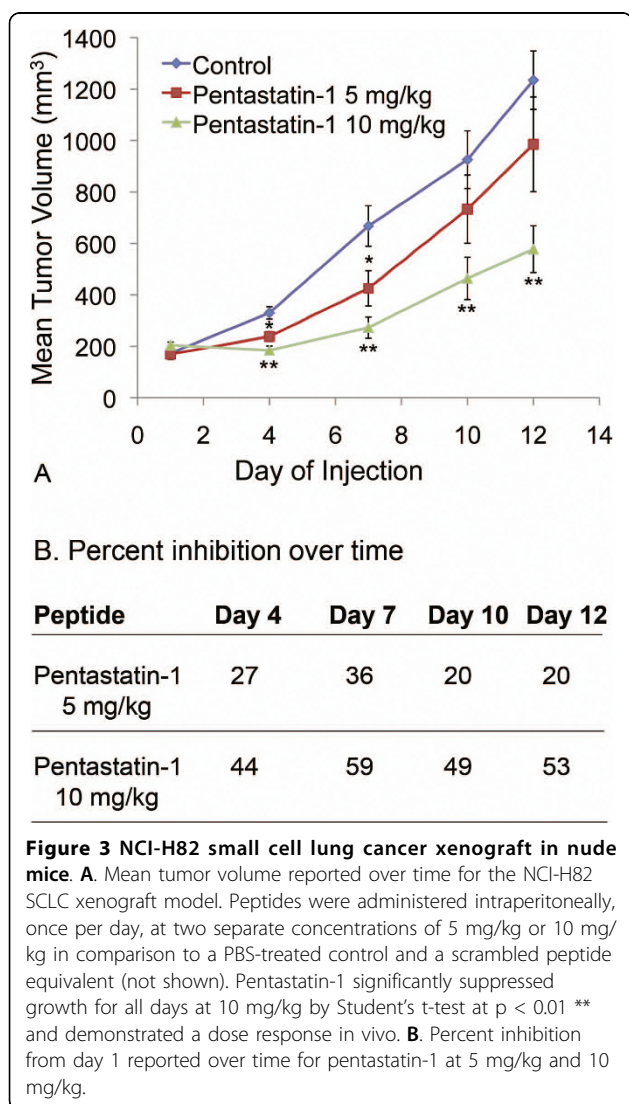 1400
1200
1000
800
600
400
200
0
Mean Tumor Volume (mm³)
Control
Pentastatin-1 5 mg/kg
Pentastatin-1 10 mg/kg
*
*
**
**
**
**
0 2 4 6 8 10 12 14
A Day of Injection
B. Percent inhibition over time
Peptide Day 4 Day 7 Day 10 Day 12
Pentastatin-1 27 36 20 20
5 mg/kg
Pentastatin-1 44 59 49 53
10 mg/kg
Figure 3 NCI-H82 small cell lung cancer xenograft in nude
mice. A. Mean tumor volume reported over time for the NCI-H82
SCLC xenograft model. Peptides were administered intraperitoneally,
once per day, at two separate concentrations of 5 mg/kg or 10 mg/
kg in comparison to a PBS-treated control and a scrambled peptide
equivalent (not shown). Pentastatin-1 significantly suppressed
growth for all days at 10 mg/kg by Student's t-test at p < 0.01 **
and demonstrated a dose response in vivo. B. Percent inhibition
from day 1 reported over time for pentastatin-1 at 5 mg/kg and 10
mg/kg.